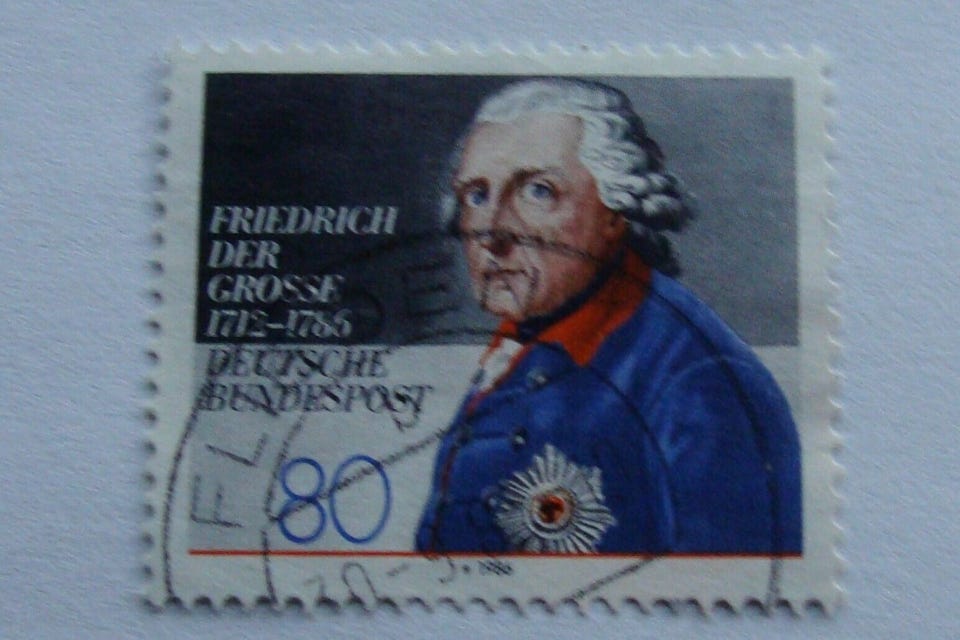 FRIEDRICH
DER
GROSSE
1712–1786
DEUTSCHE
BUNDESPOST
80
1986